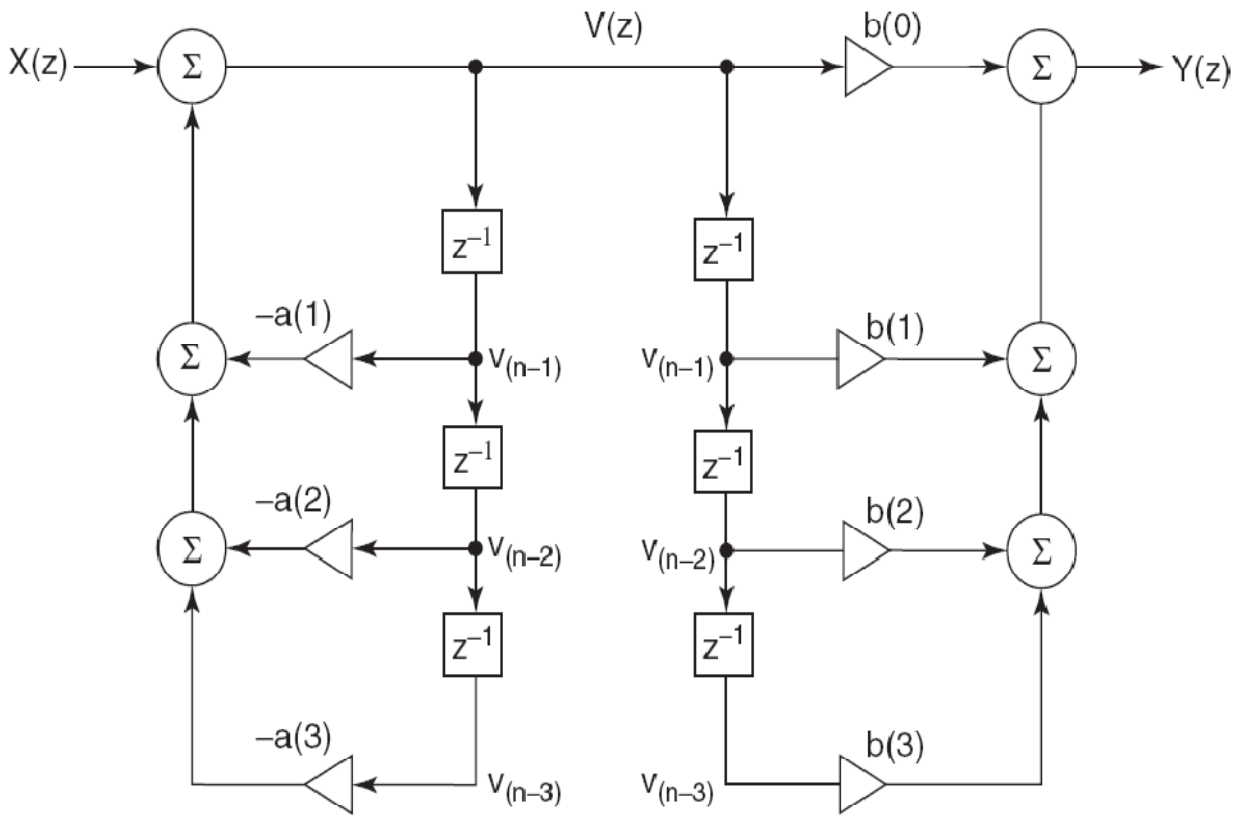 V(z)
b(0)
X(z)
Σ
Σ
Y(z)
z⁻¹
z⁻¹
–a(1)
b(1)
Σ
v(n–1)
v(n–1)
Σ
z⁻¹
z⁻¹
–a(2)
b(2)
Σ
v(n–2)
v(n–2)
Σ
z⁻¹
z⁻¹
–a(3)
b(3)
v(n–3)
v(n–3)